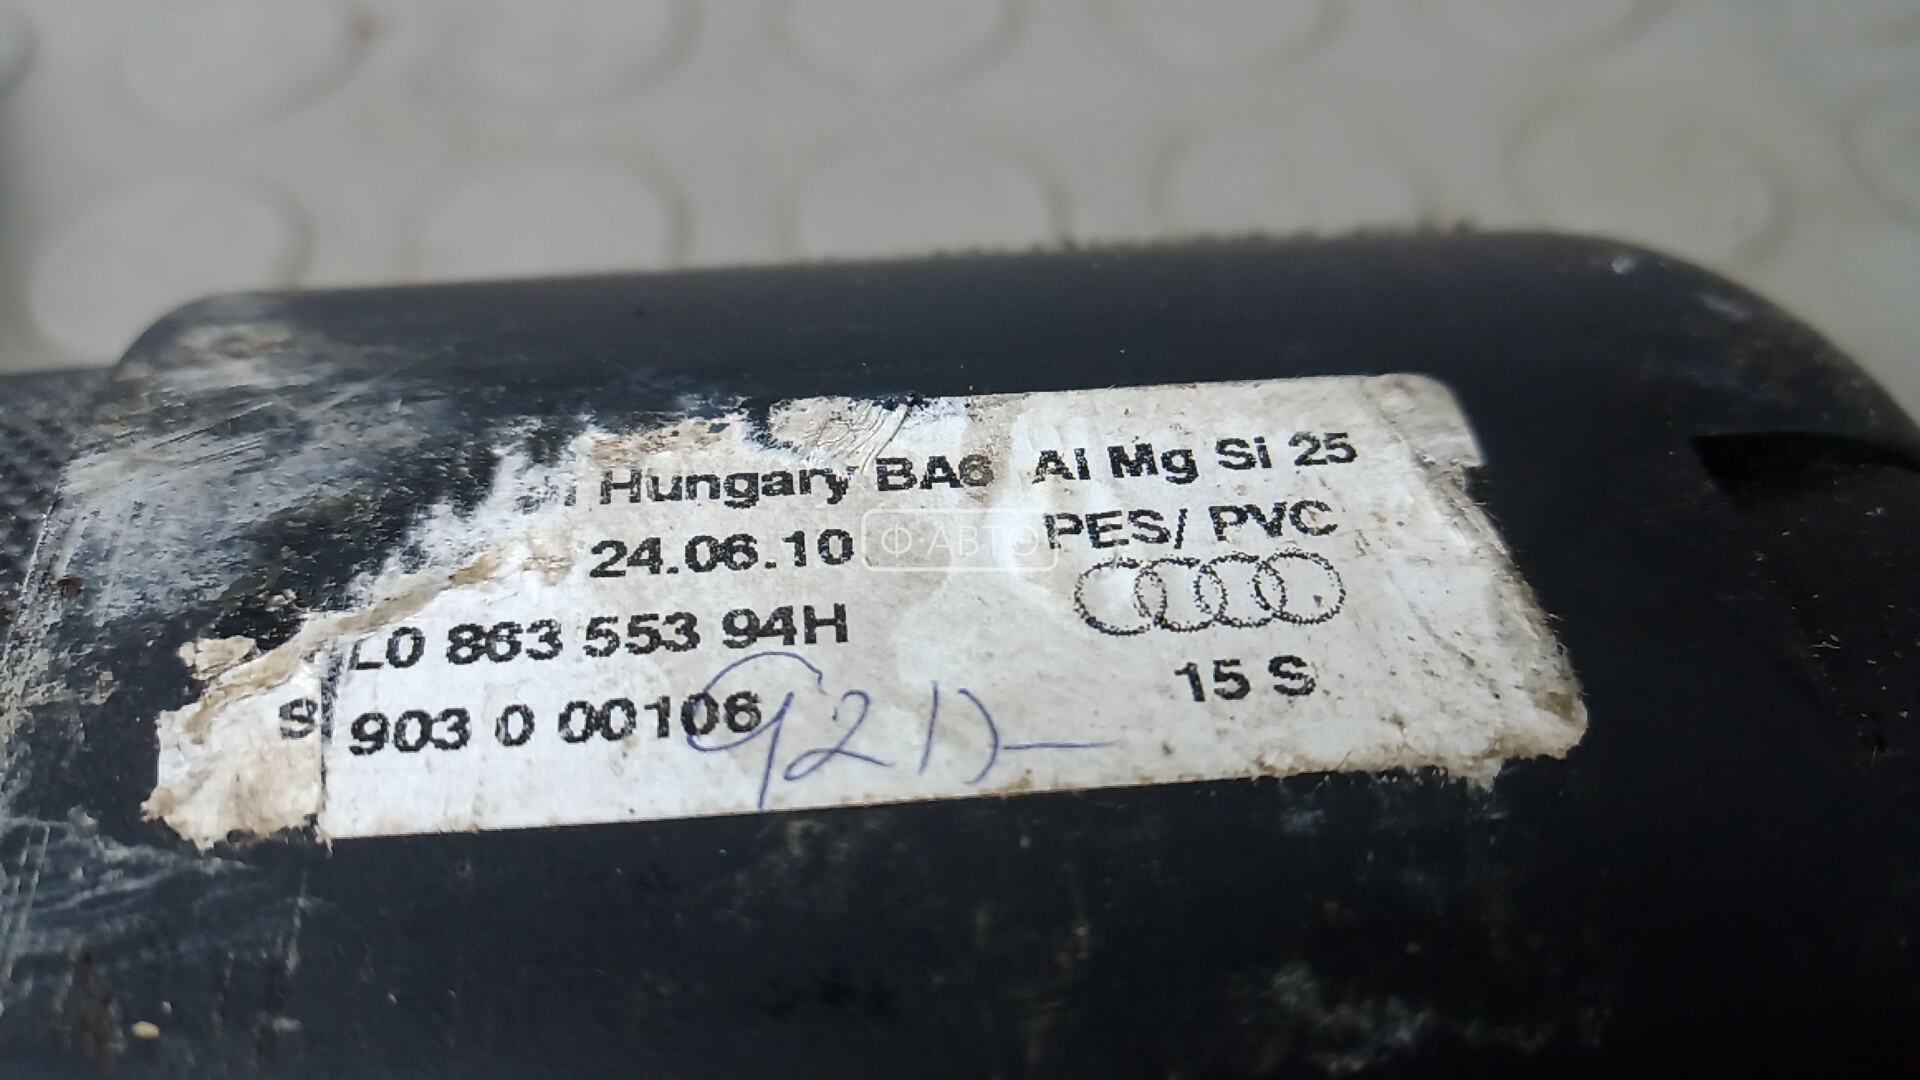 Hungary BA6 Al Mg Si 25
24.06.10 PES/ PVC
Ф·АВТО
L0 863 553 94H
S 903 0 00106 15 S